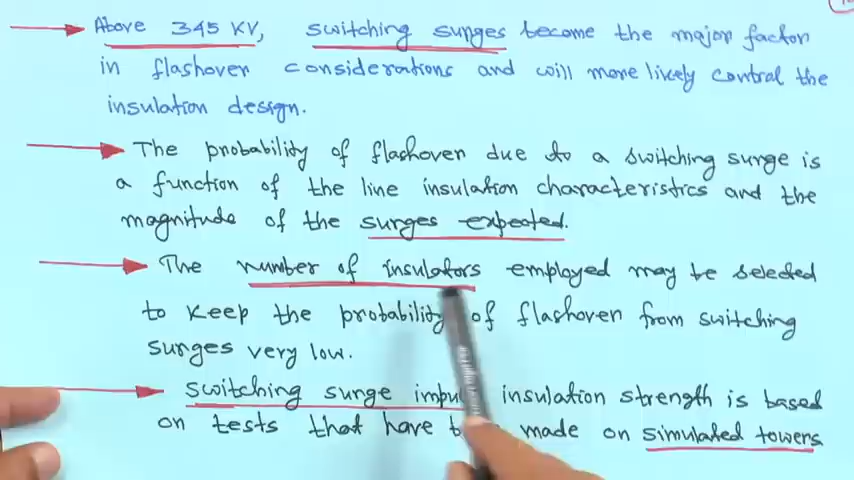 Above 345 KV, switching surges become the major factor
in flashover considerations and will more likely control the
insulation design.
The probability of flashover due to a switching surge is
a function of the line insulation characteristics and the
magnitude of the surges expected.
The number of insulators employed may be selected
to keep the probability of flashover from switching
surges very low.
switching surge insulation strength is based
on tests that have made on simulated towers